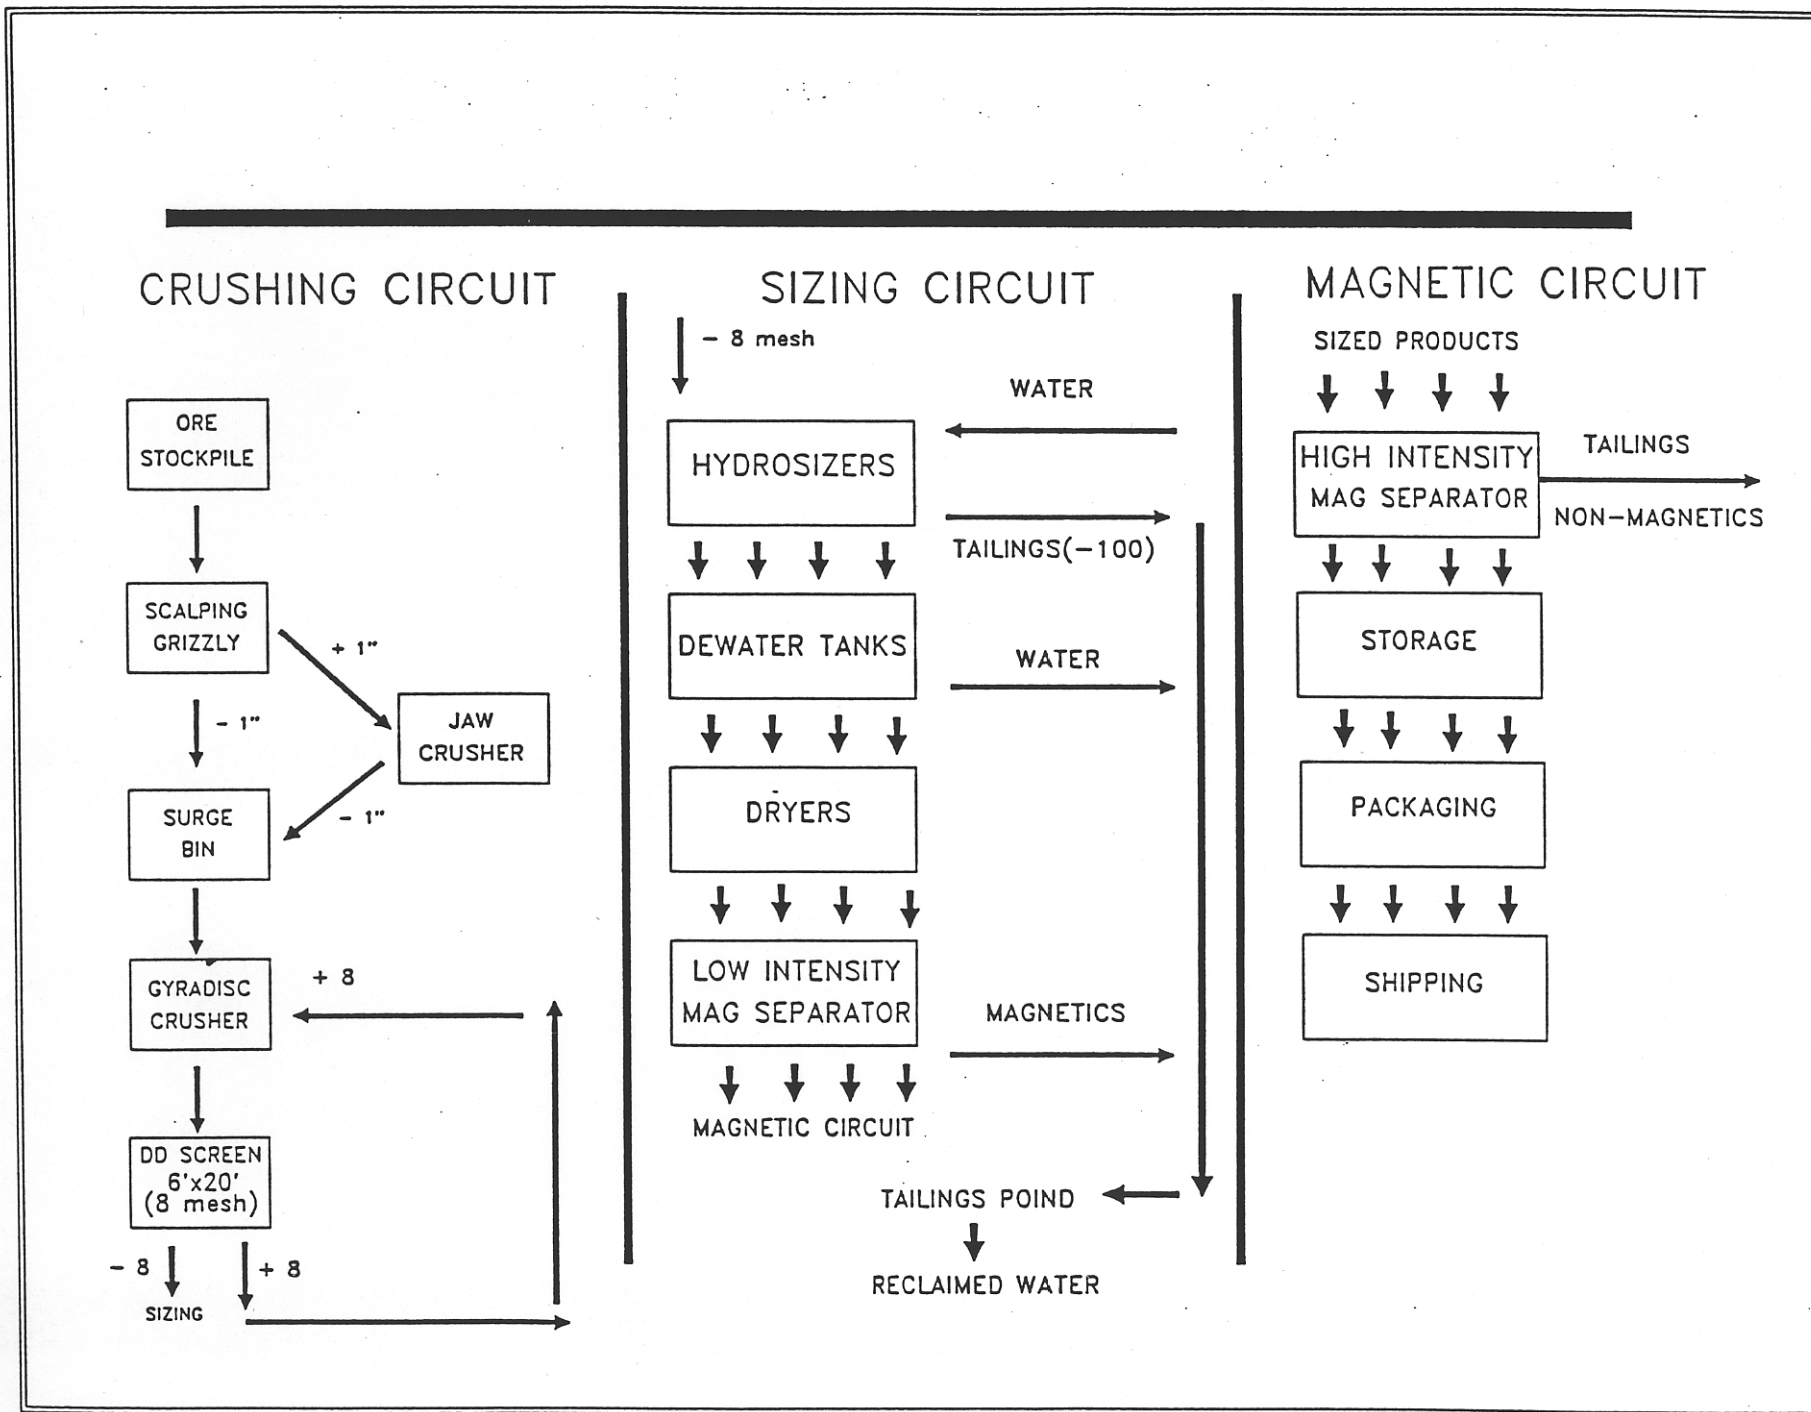 CRUSHING CIRCUIT
ORE
STOCKPILE
SCALPING
GRIZZLY
+ 1"
- 1"
JAW
CRUSHER
- 1"
SURGE
BIN
GYRADISC
CRUSHER
+ 8
DD SCREEN
6'x20'
(8 mesh)
- 8
+ 8
SIZING
SIZING CIRCUIT
- 8 mesh
WATER
HYDROSIZERS
TAILINGS(-100)
DEWATER TANKS
WATER
DRYERS
LOW INTENSITY
MAG SEPARATOR
MAGNETICS
MAGNETIC CIRCUIT
TAILINGS POIND
RECLAIMED WATER
MAGNETIC CIRCUIT
SIZED PRODUCTS
HIGH INTENSITY
MAG SEPARATOR
TAILINGS
NON-MAGNETICS
STORAGE
PACKAGING
SHIPPING